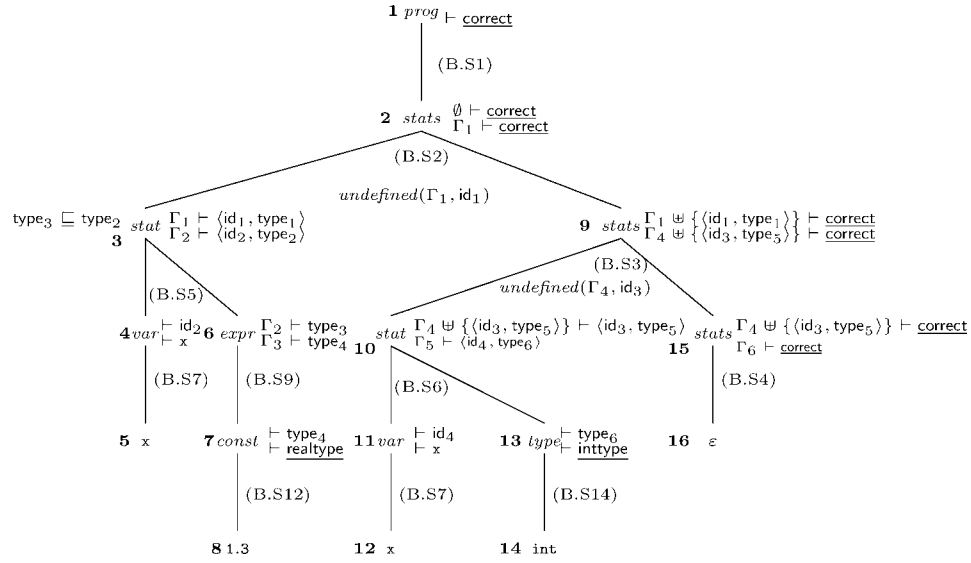 1 prog ⊢ correct
(B.S1)
2 stats ∅ ⊢ correct
Γ1 ⊢ correct
(B.S2)
undefined(Γ1, id1)
type3 ⊑ type2 stat Γ1 ⊢ ⟨id1, type1⟩
3 Γ2 ⊢ ⟨id2, type2⟩
9 stats Γ1 ⊎ {⟨id1, type1⟩} ⊢ correct
Γ4 ⊎ {⟨id3, type5⟩} ⊢ correct
(B.S3)
undefined(Γ4, id3)
(B.S5)
4 var ⊢ id2
⊢ x
6 expr Γ2 ⊢ type3
Γ3 ⊢ type4
stat Γ4 ⊎ {⟨id3, type5⟩} ⊢ ⟨id3, type5⟩
10 Γ5 ⊢ ⟨id4, type6⟩
stats Γ4 ⊎ {⟨id3, type5⟩} ⊢ correct
15 Γ6 ⊢ correct
(B.S7) (B.S9) (B.S6) (B.S4)
5 x
7 const ⊢ type4
⊢ realtype
11 var ⊢ id4
⊢ x
13 type ⊢ type6
⊢ inttype
16 ε
(B.S12) (B.S7) (B.S14)
8 1.3 12 x 14 int